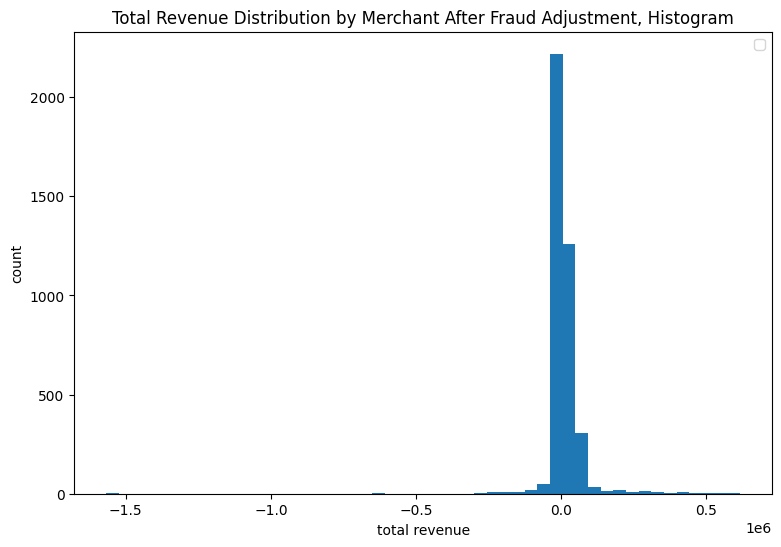 Total Revenue Distribution by Merchant After Fraud Adjustment, Histogram
2000
1500
1000
500
0
count
−1.5
−1.0
−0.5
0.0
0.5
1e6
total revenue